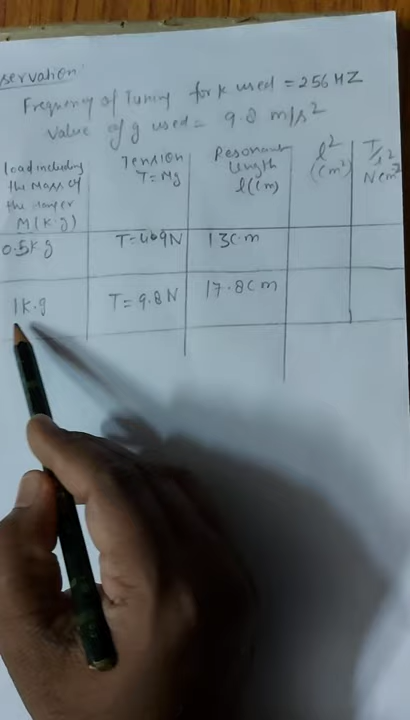 servation:
Frequency of Tuning fork used = 256 HZ
Value of g used = 9.8 m/s²
Load including
the Mass of
the hanger
M(K.g)
Tension
T=Mg
Resonant
length
l(cm)
l²
(cm²)
T/l²
Ncm²
0.5kg
T=4.9N
13cm
1k.g
T=9.8N
17.8cm